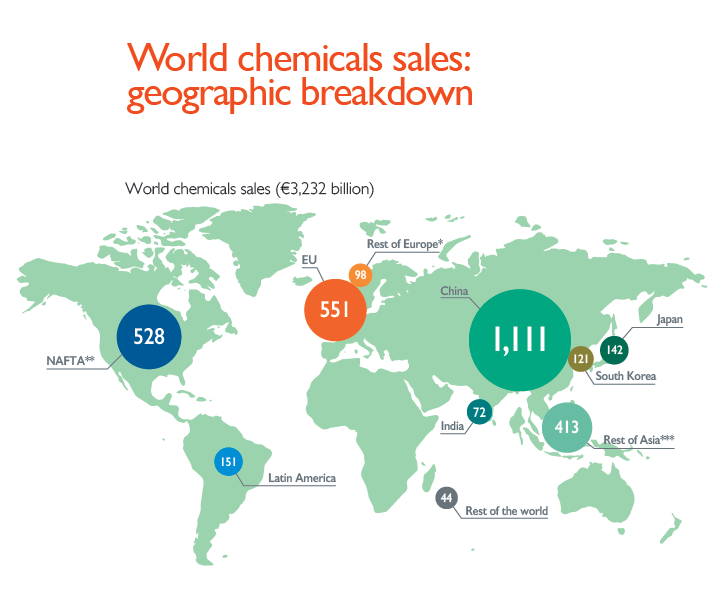 World chemicals sales:
geographic breakdown
World chemicals sales (€3,232 billion)
Rest of Europe*
EU
98
China
551
Japan
528
1,111
142
121
NAFTA**
South Korea
72
India
413
Rest of Asia***
151
Latin America
44
Rest of the world